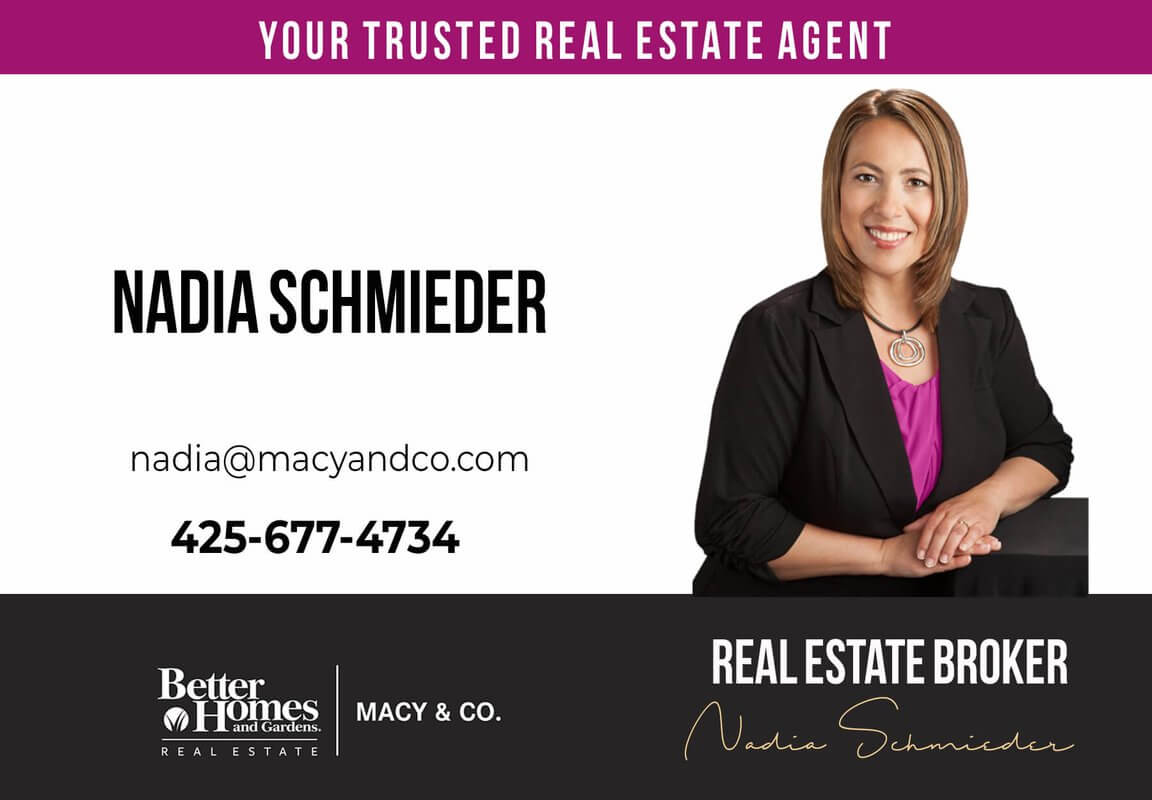 YOUR TRUSTED REAL ESTATE AGENT
NADIA SCHMIEDER
nadia@macyandco.com
425-677-4734
Better
Homes
and Gardens.
REAL ESTATE
MACY & CO.
REAL ESTATE BROKER
Nadia Schmieder